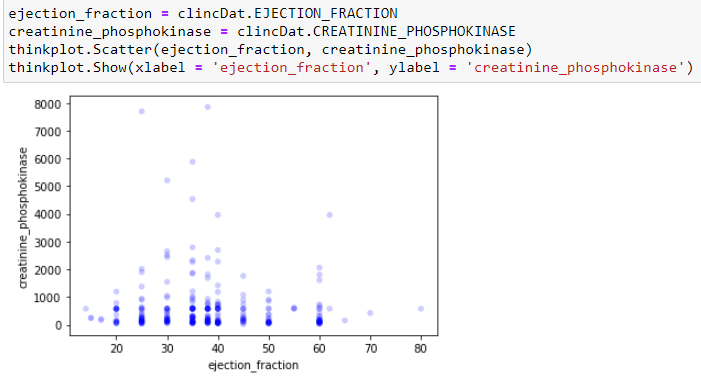 ejection_fraction = clincDat.EJECTION_FRACTION
creatinine_phosphokinase = clincDat.CREATININE_PHOSPHOKINASE
thinkplot.Scatter(ejection_fraction, creatinine_phosphokinase)
thinkplot.Show(xlabel = 'ejection_fraction', ylabel = 'creatinine_phosphokinase')
creatinine_phosphokinase
8000
7000
6000
5000
4000
3000
2000
1000
0
20 30 40 50 60 70 80
ejection_fraction